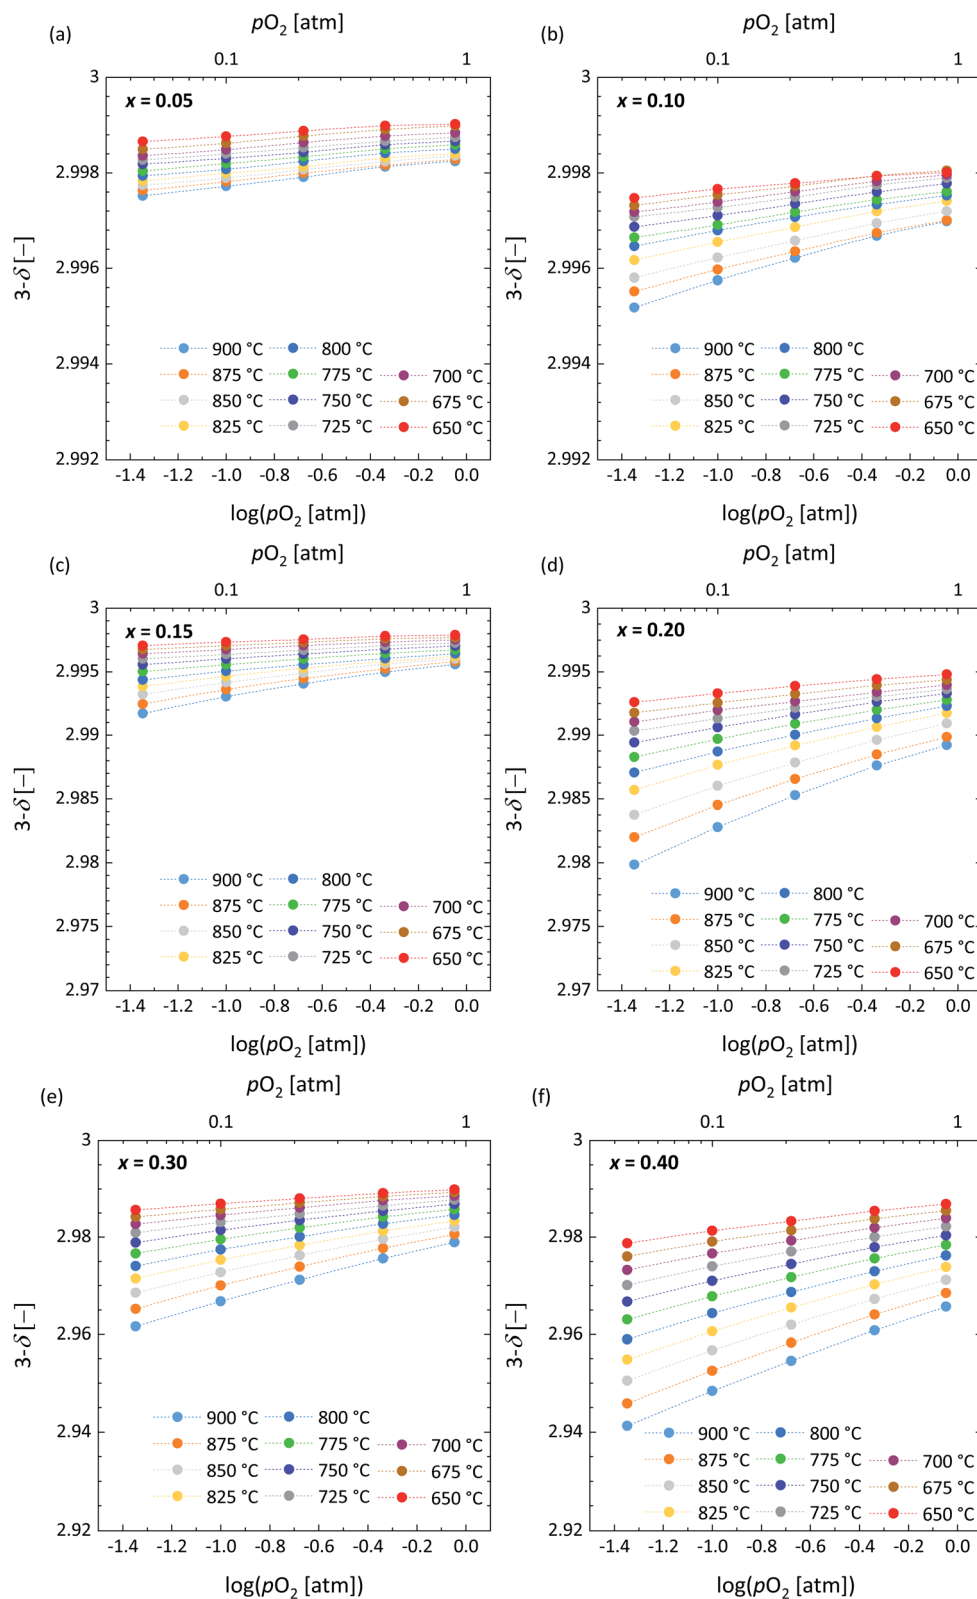 (a)
pO2 [atm]
0.1 1
x = 0.05
3
2.998
2.996
2.994
2.992
3-δ [–]
900 °C 800 °C
875 °C 775 °C 700 °C
850 °C 750 °C 675 °C
825 °C 725 °C 650 °C
-1.4 -1.2 -1.0 -0.8 -0.6 -0.4 -0.2 0.0
log(pO2 [atm])
(b)
pO2 [atm]
0.1 1
x = 0.10
3
2.998
2.996
2.994
2.992
3-δ [–]
900 °C 800 °C
875 °C 775 °C 700 °C
850 °C 750 °C 675 °C
825 °C 725 °C 650 °C
-1.4 -1.2 -1.0 -0.8 -0.6 -0.4 -0.2 0.0
log(pO2 [atm])
(c)
pO2 [atm]
0.1 1
x = 0.15
3
2.995
2.99
2.985
2.98
2.975
2.97
3-δ [–]
900 °C 800 °C
875 °C 775 °C 700 °C
850 °C 750 °C 675 °C
825 °C 725 °C 650 °C
-1.4 -1.2 -1.0 -0.8 -0.6 -0.4 -0.2 0.0
log(pO2 [atm])
(d)
pO2 [atm]
0.1 1
x = 0.20
3
2.995
2.99
2.985
2.98
2.975
2.97
3-δ [–]
900 °C 800 °C
875 °C 775 °C 700 °C
850 °C 750 °C 675 °C
825 °C 725 °C 650 °C
-1.4 -1.2 -1.0 -0.8 -0.6 -0.4 -0.2 0.0
log(pO2 [atm])
(e)
pO2 [atm]
0.1 1
x = 0.30
3
2.98
2.96
2.94
2.92
3-δ [–]
900 °C 800 °C
875 °C 775 °C 700 °C
850 °C 750 °C 675 °C
825 °C 725 °C 650 °C
-1.4 -1.2 -1.0 -0.8 -0.6 -0.4 -0.2 0.0
log(pO2 [atm])
(f)
pO2 [atm]
0.1 1
x = 0.40
3
2.98
2.96
2.94
2.92
3-δ [–]
900 °C 800 °C
875 °C 775 °C 700 °C
850 °C 750 °C 675 °C
825 °C 725 °C 650 °C
-1.4 -1.2 -1.0 -0.8 -0.6 -0.4 -0.2 0.0
log(pO2 [atm])